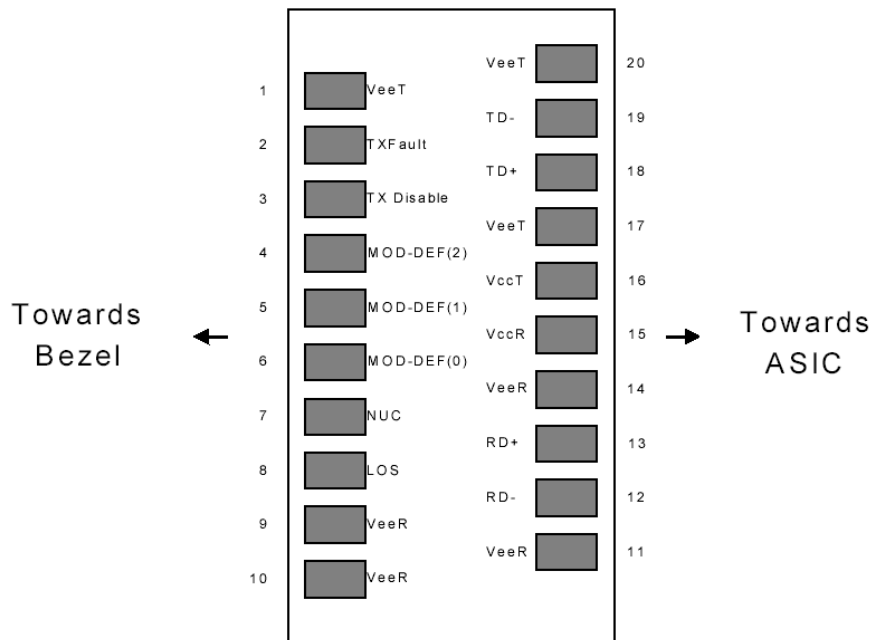 1 VeeT
2 TXFault
3 TX Disable
4 MOD-DEF(2)
5 MOD-DEF(1)
6 MOD-DEF(0)
7 NUC
8 LOS
9 VeeR
10 VeeR
VeeT 20
TD- 19
TD+ 18
VeeT 17
VccT 16
VccR 15
VeeR 14
RD+ 13
RD- 12
VeeR 11
Towards
Bezel
Towards
ASIC